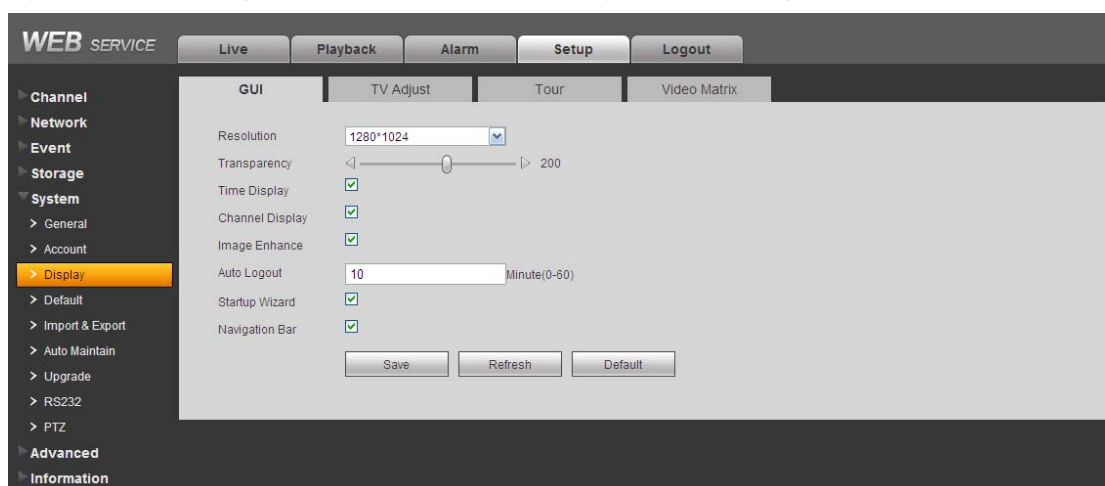 WEB SERVICE
Live Playback Alarm Setup Logout
GUI TV Adjust Tour Video Matrix
Channel
Network
Event
Storage
System
General
Account
Display
Default
Import & Export
Auto Maintain
Upgrade
RS232
PTZ
Advanced
Information
Resolution 1280*1024
Transparency 200
Time Display
Channel Display
Image Enhance
Auto Logout 10 Minute(0-60)
Startup Wizard
Navigation Bar
Save Refresh Default